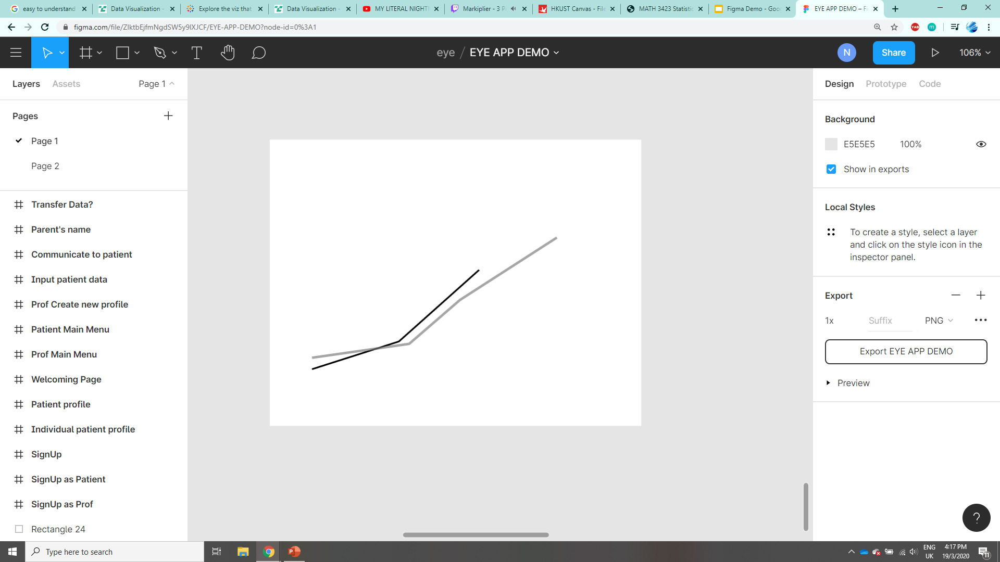 easy to understand
Data Visualization -
Explore the viz that
Data Visualization -
MY LITERAL NIGHT
Markiplier - 3 P
HKUST Canvas - File
MATH 3423 Statistic
Figma Demo - Goo
EYE APP DEMO – F
figma.com/file/ZIktbEjfmNgdSW5y9IXJCF/EYE-APP-DEMO?node-id=0%3A1
YAB
m
T
eye / EYE APP DEMO
N
Share
106%
Layers
Assets
Page 1
Pages
Page 1
Page 2
Transfer Data?
Parent's name
Communicate to patient
Input patient data
Prof Create new profile
Patient Main Menu
Prof Main Menu
Welcoming Page
Patient profile
Individual patient profile
SignUp
SignUp as Patient
SignUp as Prof
Rectangle 24
Design
Prototype
Code
Background
E5E5E5
100%
Show in exports
Local Styles
To create a style, select a layer
and click on the style icon in the
inspector panel.
Export
1x
Suffix
PNG
Export EYE APP DEMO
Preview
?
Type here to search
ENG
UK
4:17 PM
19/3/2020
11